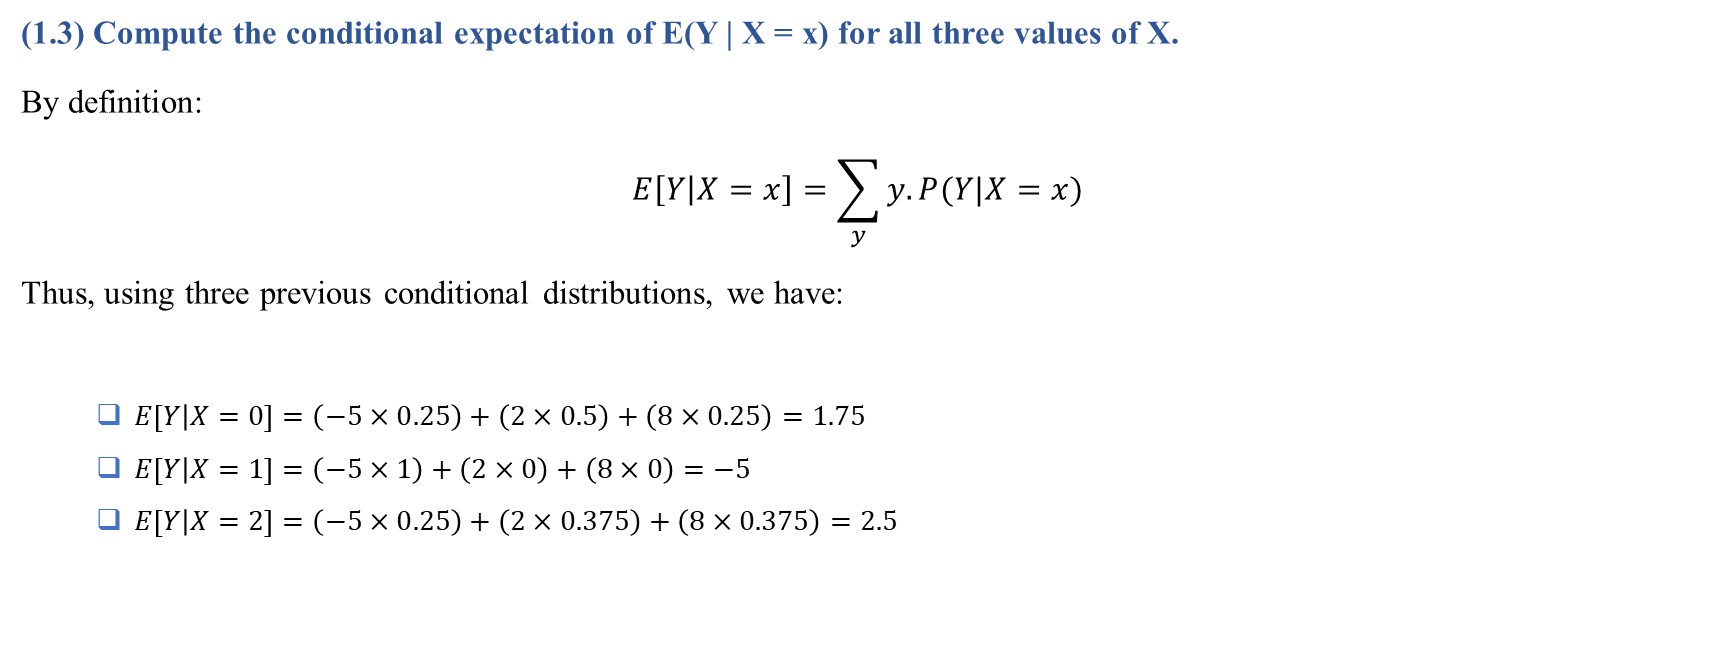 (1.3) Compute the conditional expectation of E(Y | X = x) for all three values of X.
By definition:
E[Y|X = x] = ∑_y y. P(Y|X = x)
Thus, using three previous conditional distributions, we have:
❑ E[Y|X = 0] = (−5 × 0.25) + (2 × 0.5) + (8 × 0.25) = 1.75
❑ E[Y|X = 1] = (−5 × 1) + (2 × 0) + (8 × 0) = −5
❑ E[Y|X = 2] = (−5 × 0.25) + (2 × 0.375) + (8 × 0.375) = 2.5